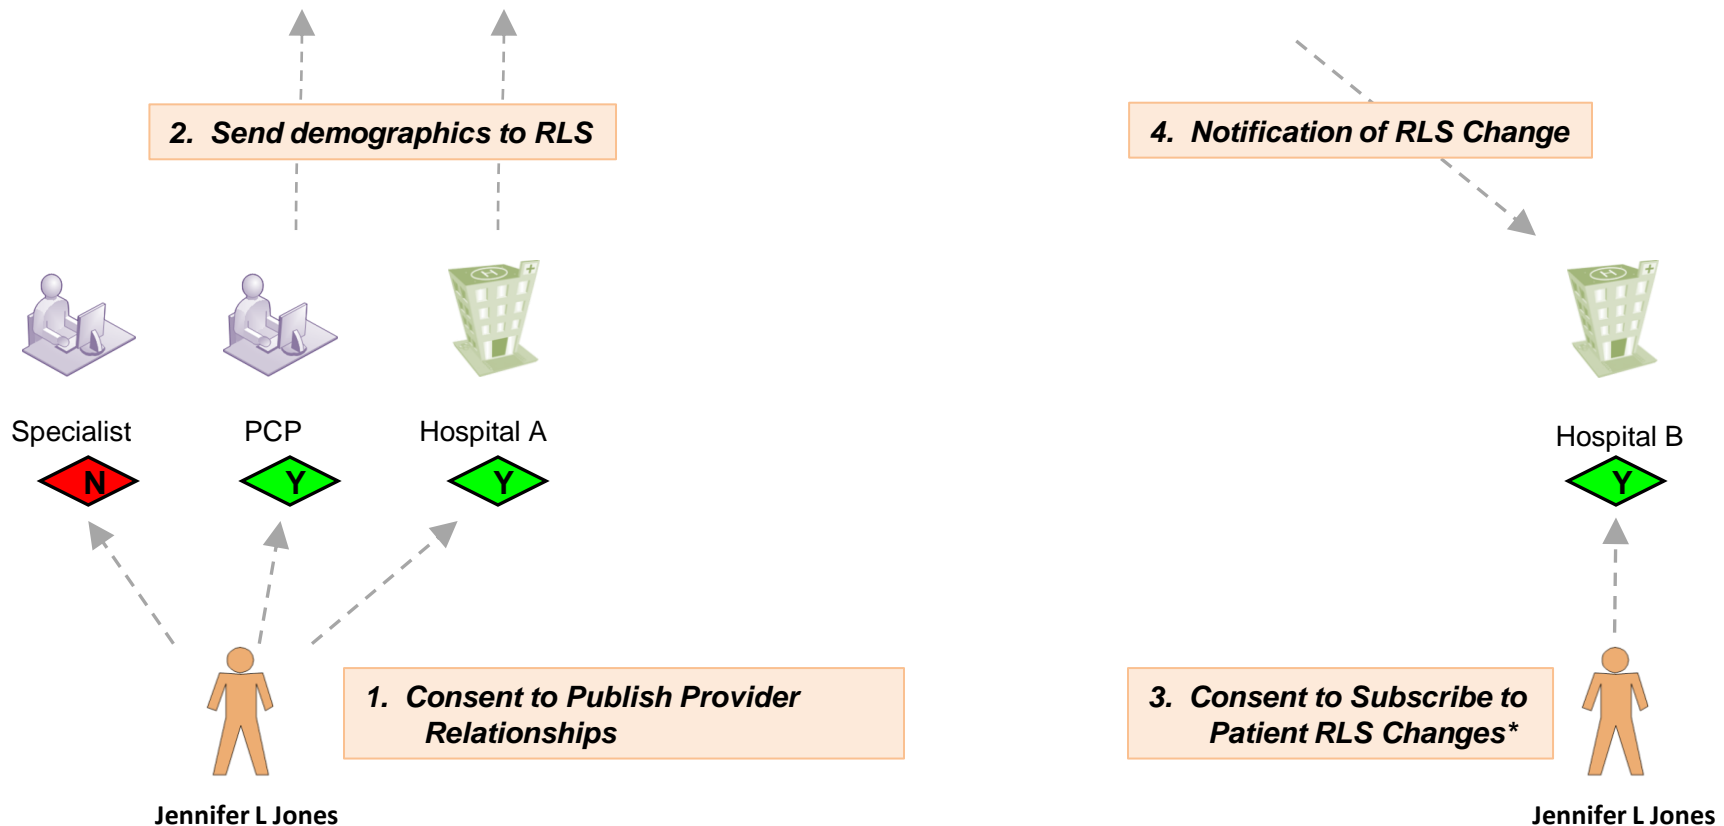 2. Send demographics to RLS
4. Notification of RLS Change
H +
H +
Specialist PCP Hospital A
Hospital B
N Y Y
Y
1. Consent to Publish Provider
Relationships
3. Consent to Subscribe to
Patient RLS Changes*
Jennifer L Jones
Jennifer L Jones